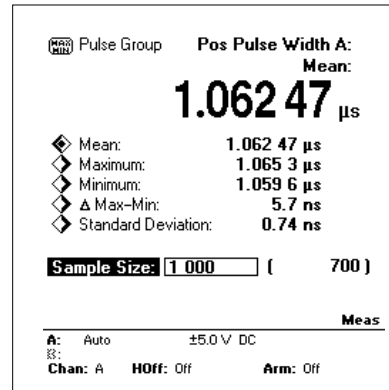 MAX MIN Pulse Group Pos Pulse Width A:
Mean:
1.062 47 µs
Mean: 1.062 47 µs
Maximum: 1.065 3 µs
Minimum: 1.059 6 µs
Δ Max-Min: 5.7 ns
Standard Deviation: 0.74 ns
Sample Size: 1 000 ( 700 )
Meas
A: Auto ±5.0 V DC
B:
Chan: A HOff: Off Arm: Off